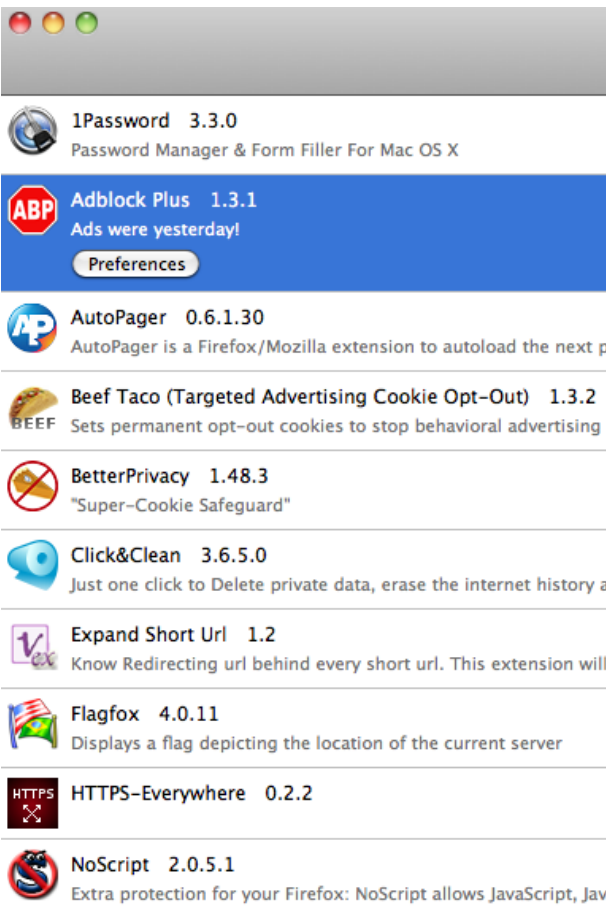 1Password 3.3.0
Password Manager & Form Filler For Mac OS X
ABP
Adblock Plus 1.3.1
Ads were yesterday!
Preferences
AP
AutoPager 0.6.1.30
AutoPager is a Firefox/Mozilla extension to autoload the next p
BEEF
Beef Taco (Targeted Advertising Cookie Opt-Out) 1.3.2
Sets permanent opt-out cookies to stop behavioral advertising
BetterPrivacy 1.48.3
"Super-Cookie Safeguard"
Click&Clean 3.6.5.0
Just one click to Delete private data, erase the internet history a
Vex
Expand Short Url 1.2
Know Redirecting url behind every short url. This extension will
Flagfox 4.0.11
Displays a flag depicting the location of the current server
HTTPS
HTTPS-Everywhere 0.2.2
NoScript 2.0.5.1
Extra protection for your Firefox: NoScript allows JavaScript, Jav